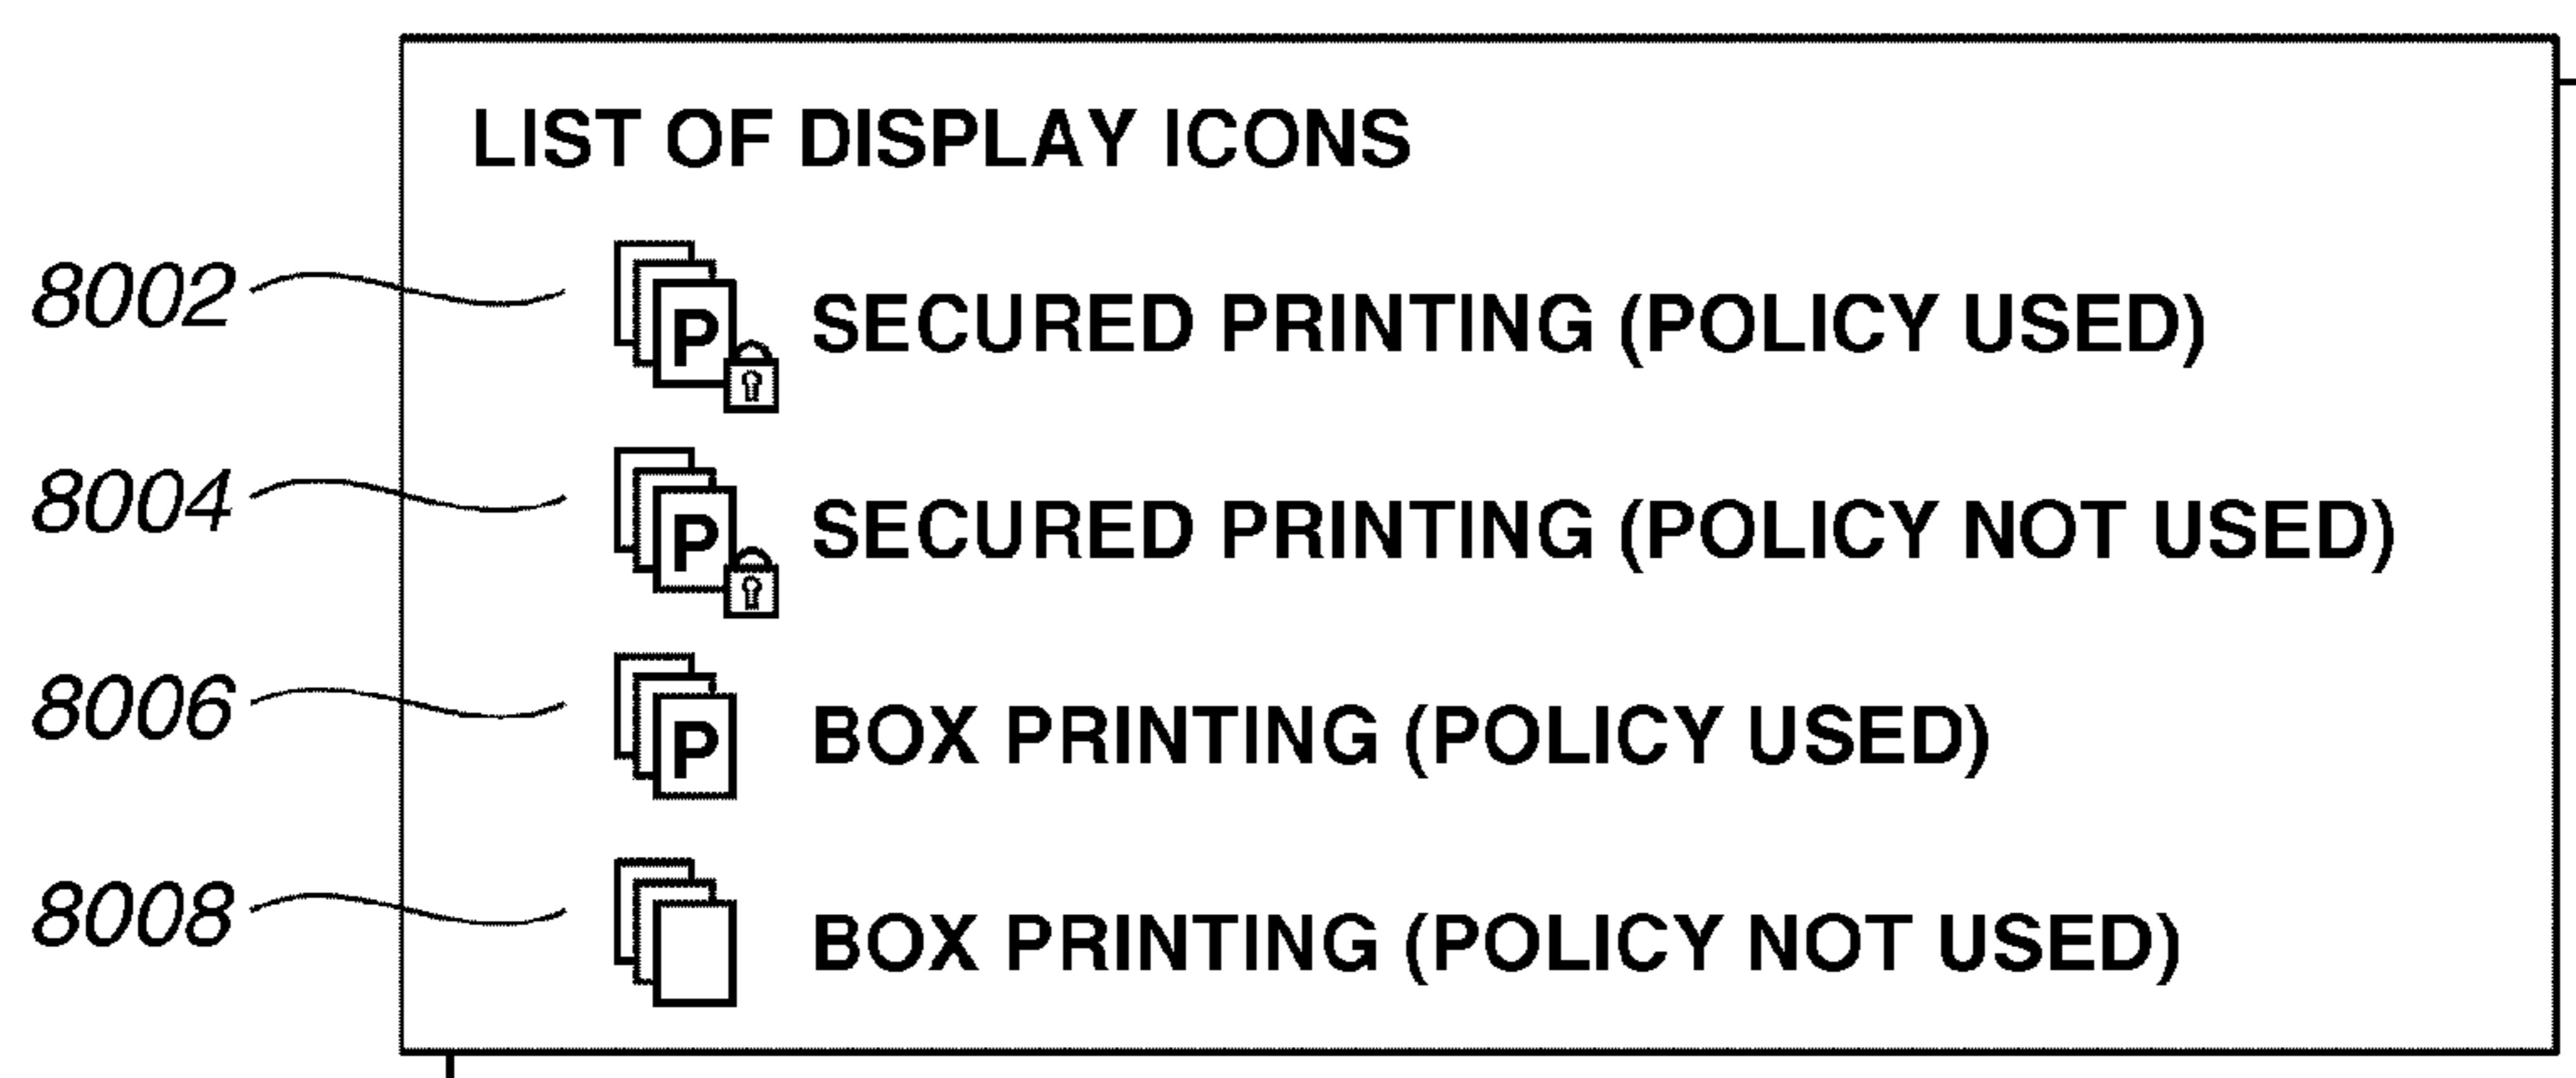 LIST OF DISPLAY ICONS
8002 P SECURED PRINTING (POLICY USED)
8004 P SECURED PRINTING (POLICY NOT USED)
8006 P BOX PRINTING (POLICY USED)
8008 BOX PRINTING (POLICY NOT USED)